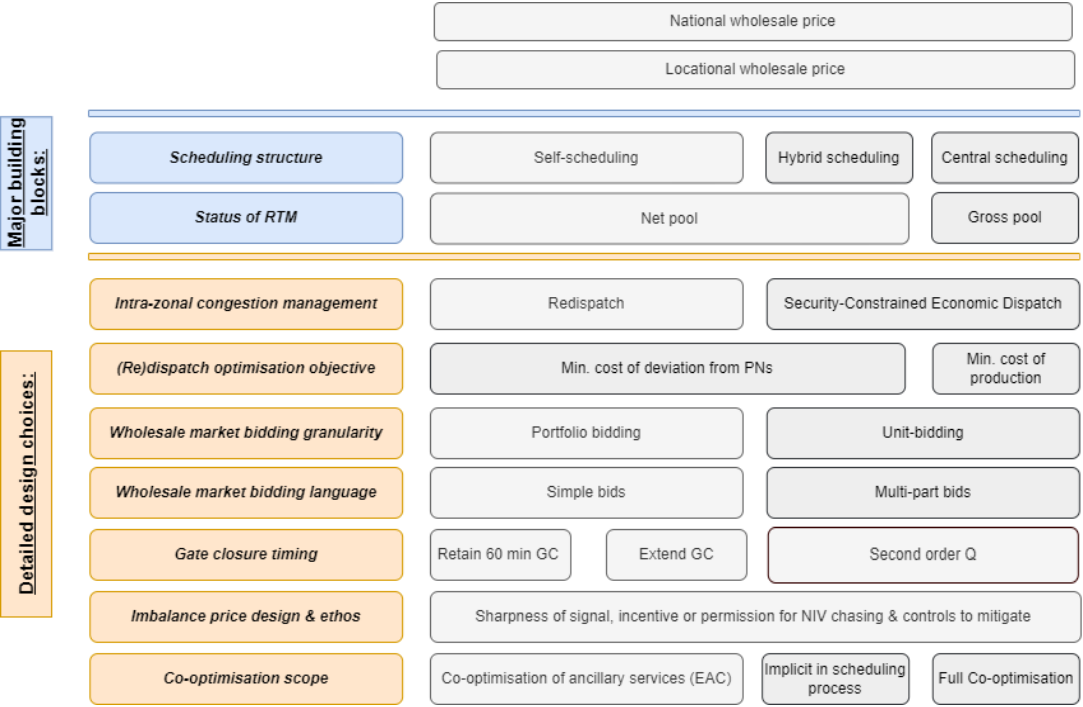 National wholesale price
Locational wholesale price
Major building
blocks:
Scheduling structure
Self-scheduling
Hybrid scheduling
Central scheduling
Status of RTM
Net pool
Gross pool
Detailed design choices:
Intra-zonal congestion management
Redispatch
Security-Constrained Economic Dispatch
(Re)dispatch optimisation objective
Min. cost of deviation from PNs
Min. cost of
production
Wholesale market bidding granularity
Portfolio bidding
Unit-bidding
Wholesale market bidding language
Simple bids
Multi-part bids
Gate closure timing
Retain 60 min GC
Extend GC
Second order Q
Imbalance price design & ethos
Sharpness of signal, incentive or permission for NIV chasing & controls to mitigate
Co-optimisation scope
Co-optimisation of ancillary services (EAC)
Implicit in scheduling
process
Full Co-optimisation